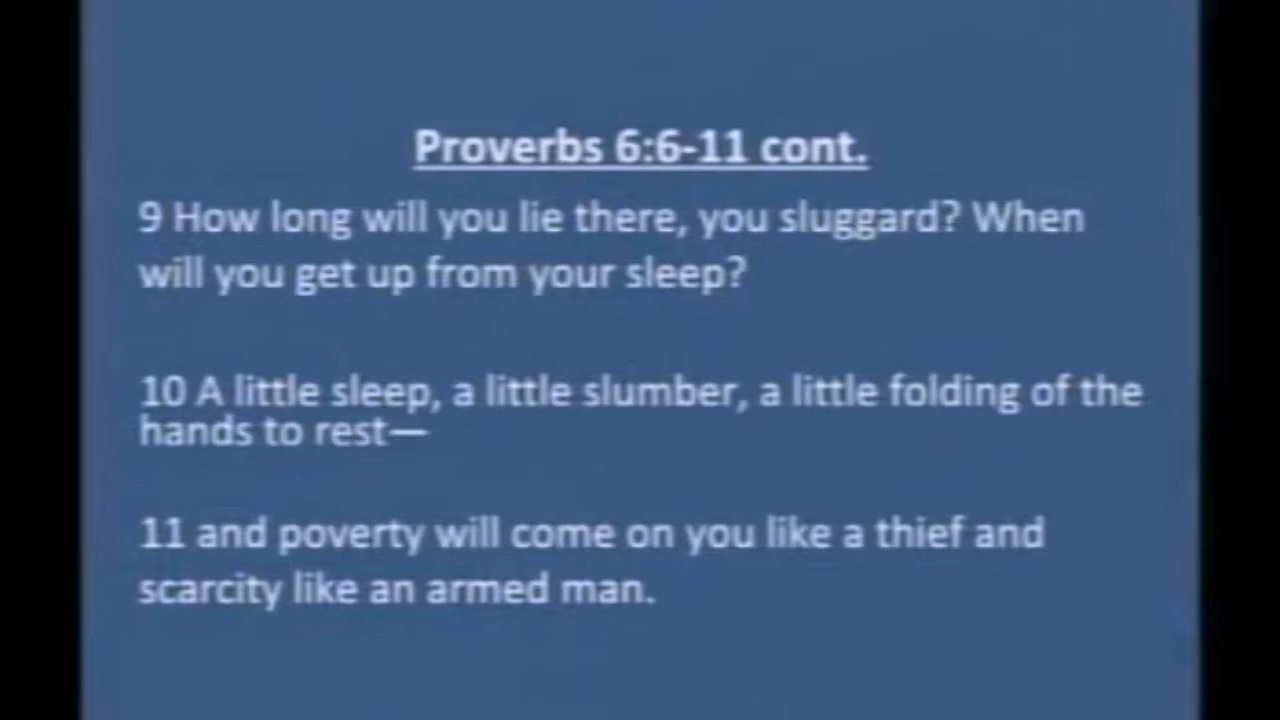 Proverbs 6:6-11 cont.
9 How long will you lie there, you sluggard? When
will you get up from your sleep?
10 A little sleep, a little slumber, a little folding of the
hands to rest—
11 and poverty will come on you like a thief and
scarcity like an armed man.